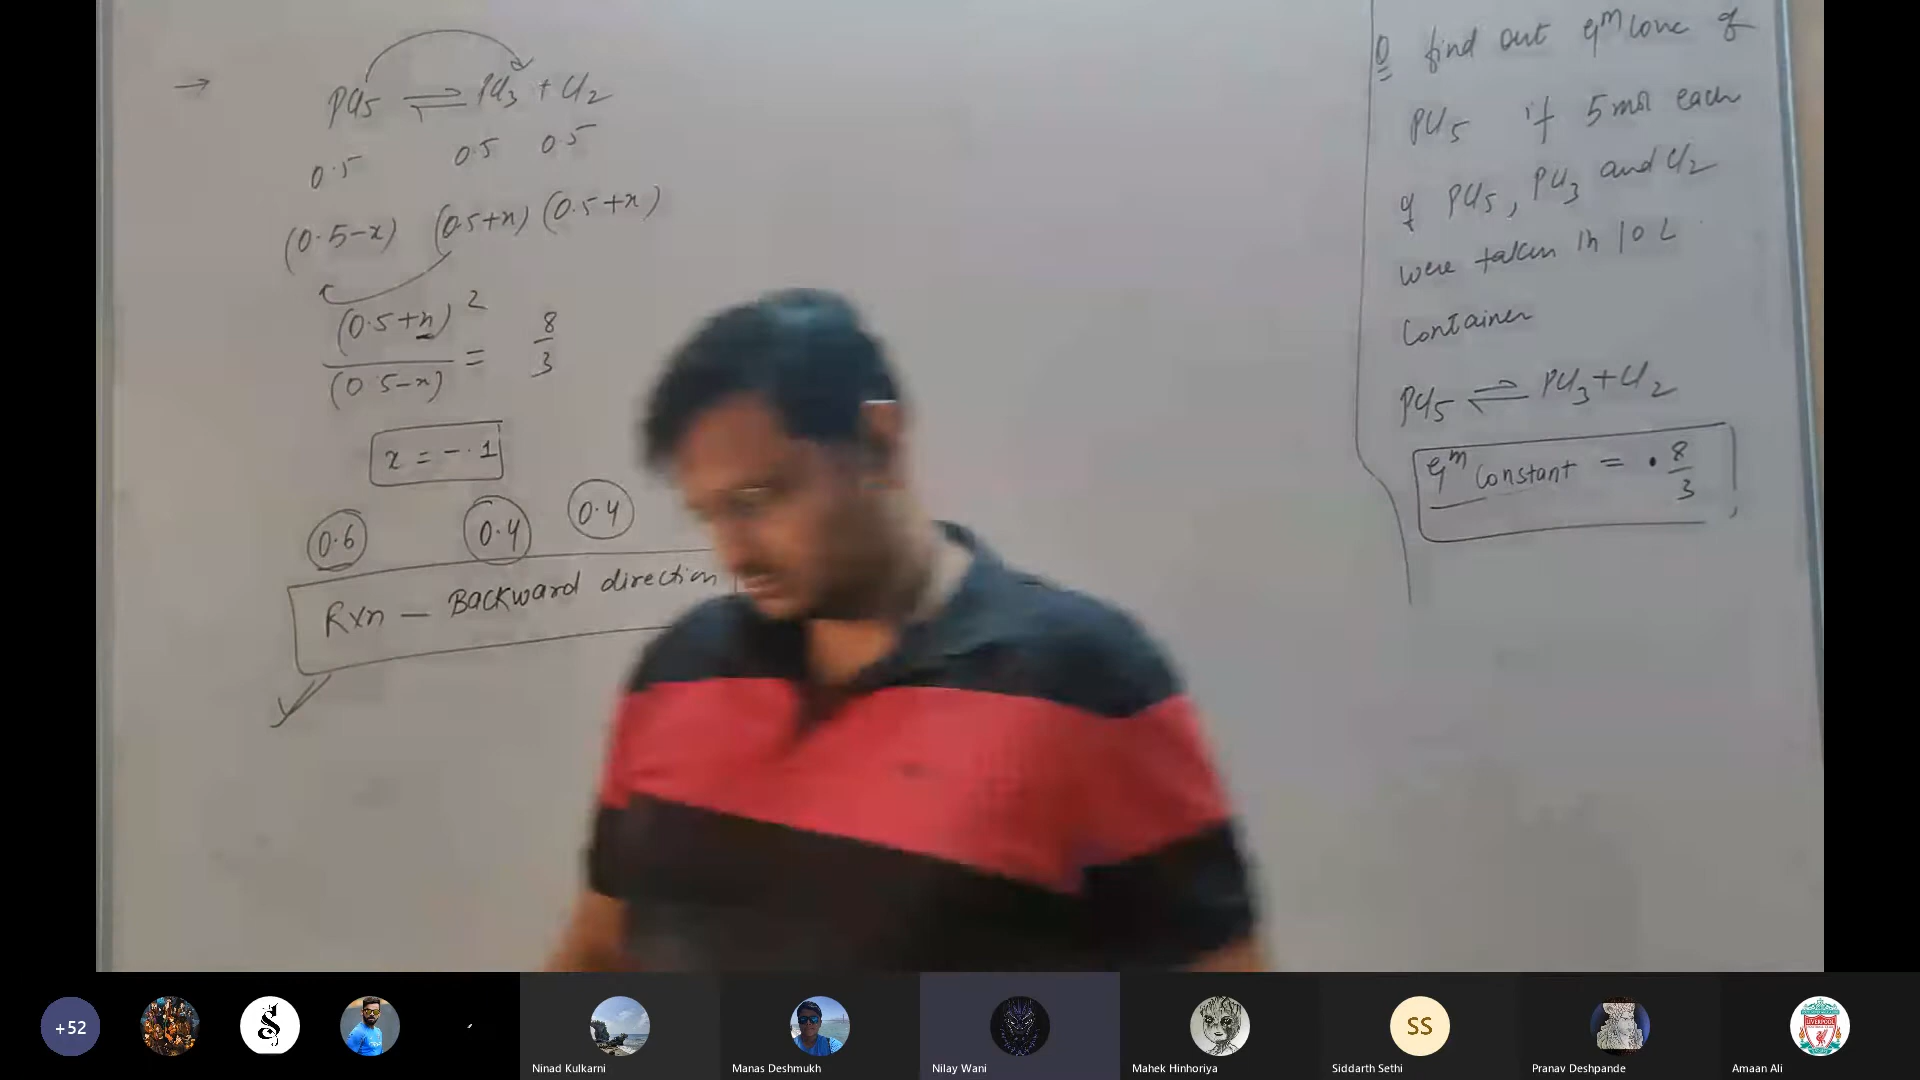 → PCl5 ⇌ PCl3 + Cl2
0.5 0.5 0.5
(0.5-x) (0.5+x) (0.5+x)
(0.5+x)2
(0.5-x) = 8/3
x = -.1
0.6 0.4 0.4
Rxn - Backward direction
Q find out eqm conc of
PCl5 if 5 mol each
of PCl5, PCl3 and Cl2
were taken in 10 L
Container
PCl5 ⇌ PCl3 + Cl2
eqm constant = .8/3
+52
Ninad Kulkarni
Manas Deshmukh
Nilay Wani
Mahek Hinhoriya
SS
Siddarth Sethi
Pranav Deshpande
LIVERPOOL
Amaan Ali